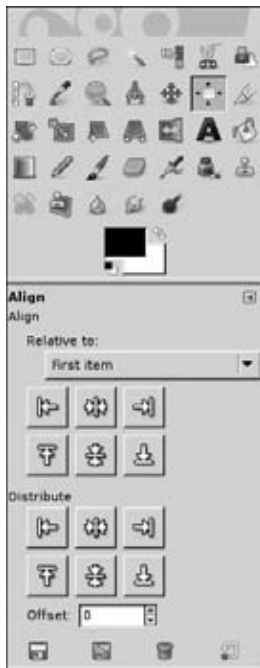 Align
Align
Relative to:
First item
Distribute
Offset: 0